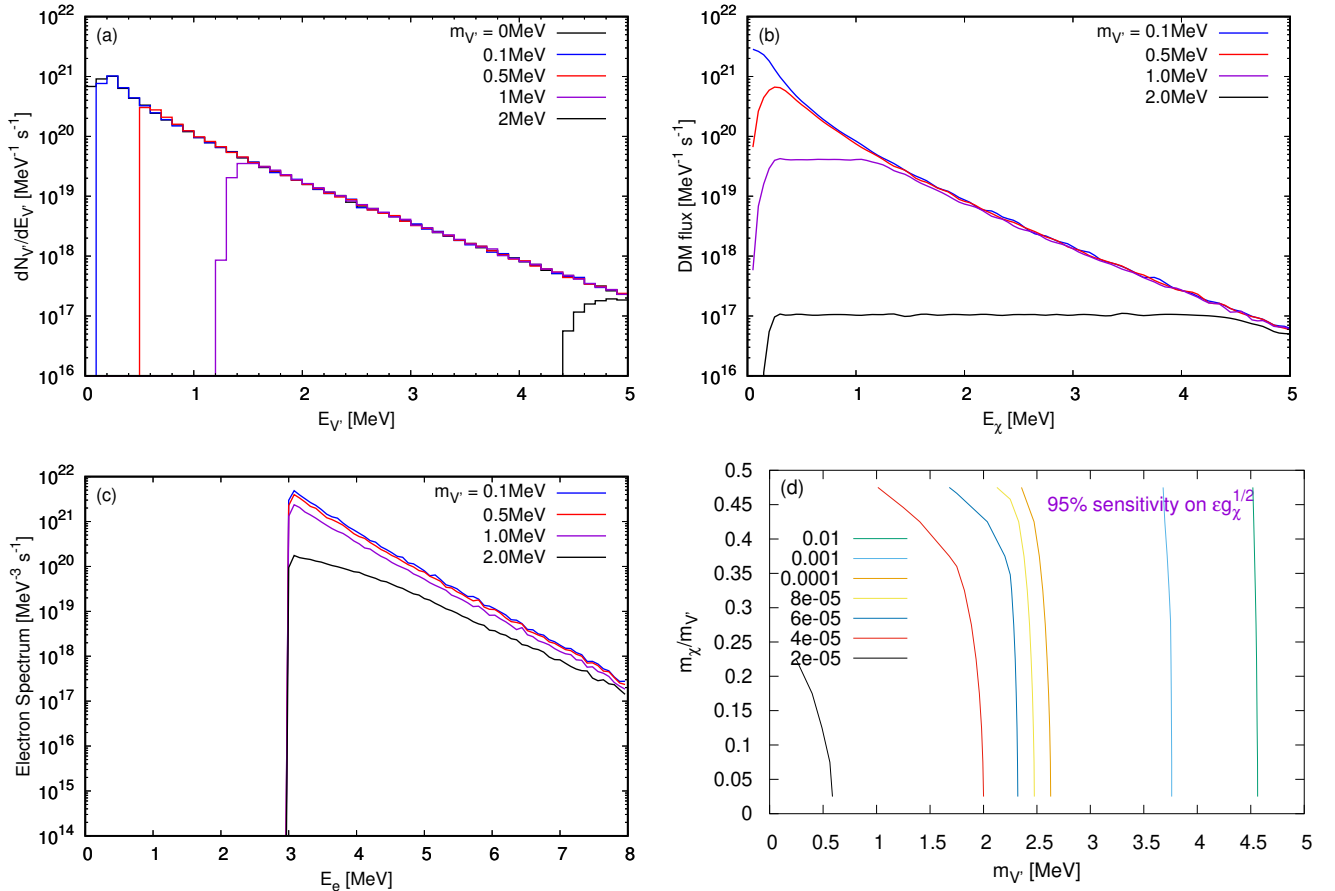 (a)
m_V' = 0MeV
0.1MeV
0.5MeV
1MeV
2MeV
dN_V'/dE_V' [MeV^-1 s^-1]
10^22
10^21
10^20
10^19
10^18
10^17
10^16
0 1 2 3 4 5
E_V' [MeV]
(b)
m_V' = 0.1MeV
0.5MeV
1.0MeV
2.0MeV
DM flux [MeV^-1 s^-1]
10^22
10^21
10^20
10^19
10^18
10^17
10^16
0 1 2 3 4 5
E_χ [MeV]
(c)
m_V' = 0.1MeV
0.5MeV
1.0MeV
2.0MeV
Electron Spectrum [MeV^-3 s^-1]
10^22
10^21
10^20
10^19
10^18
10^17
10^16
10^15
10^14
0 1 2 3 4 5 6 7 8
E_e [MeV]
(d)
95% sensitivity on εg_χ^1/2
0.01
0.001
0.0001
8e-05
6e-05
4e-05
2e-05
m_χ/m_V'
0.5
0.45
0.4
0.35
0.3
0.25
0.2
0.15
0.1
0.05
0
0 0.5 1 1.5 2 2.5 3 3.5 4 4.5 5
m_V' [MeV]